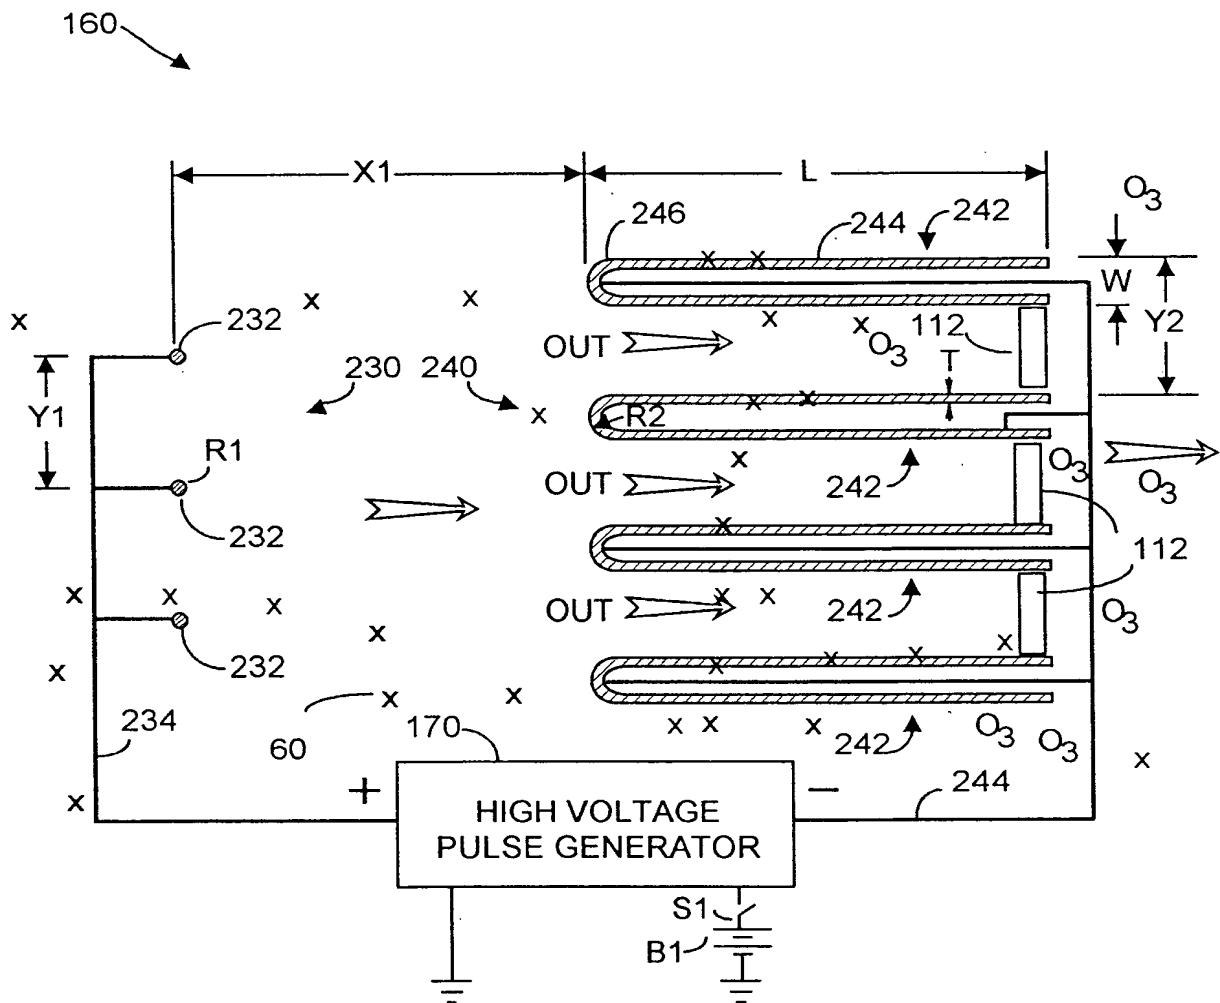 160
X1
L
O3
246
244
242
W
Y2
232
OUT
O3
112
Y1
230
240
T
R2
R1
OUT
242
O3
O3
232
112
OUT
242
O3
232
234
60
170
242
O3
O3
244
+
−
HIGH VOLTAGE
PULSE GENERATOR
S1
B1